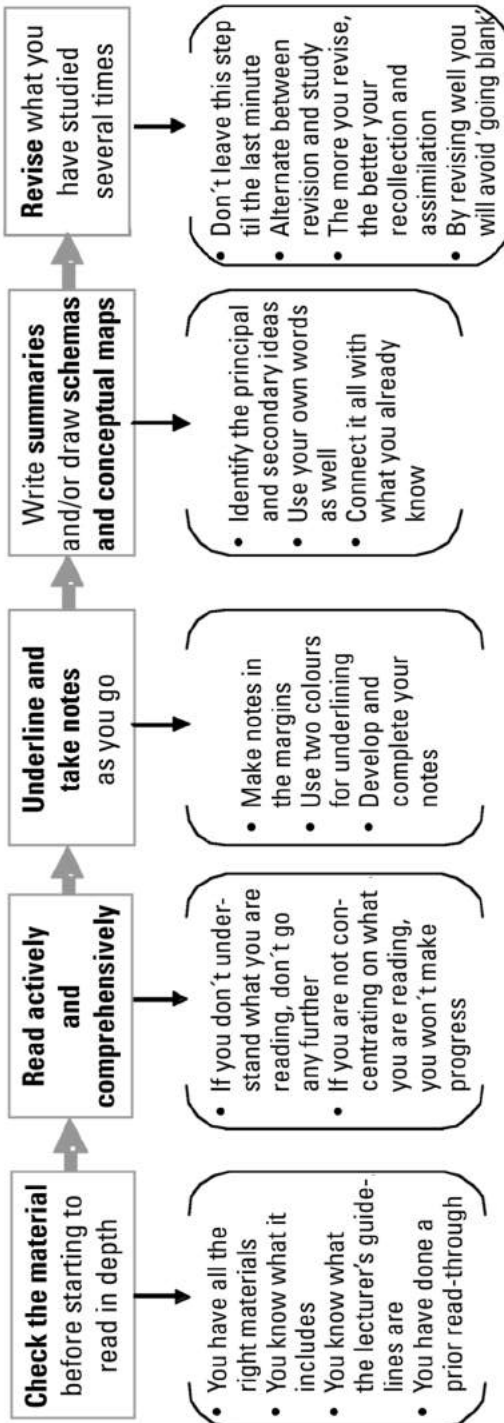 Check the material
before starting to
read in depth
Read actively
and
comprehensively
Underline and
take notes
as you go
Write summaries
and/or draw schemas
and conceptual maps
Revise what you
have studied
several times
• You have all the
right materials
• You know what it
includes
• You know what
the lecturer's guide-
lines are
• You have done a
prior read-through
• If you don´t under-
stand what you are
reading, don´t go
any further
• If you are not con-
centrating on what
you are reading,
you won´t make
progress
• Make notes in
the margins
• Use two colours
for underlining
• Develop and
complete your
notes
• Identify the principal
and secondary ideas
• Use your own words
as well
• Connect it all with
what you already
know
• Don´t leave this step
til the last minute
• Alternate between
revision and study
• The more you revise,
the better your
recollection and
assimilation
• By revising well you
will avoid ‘going blank’